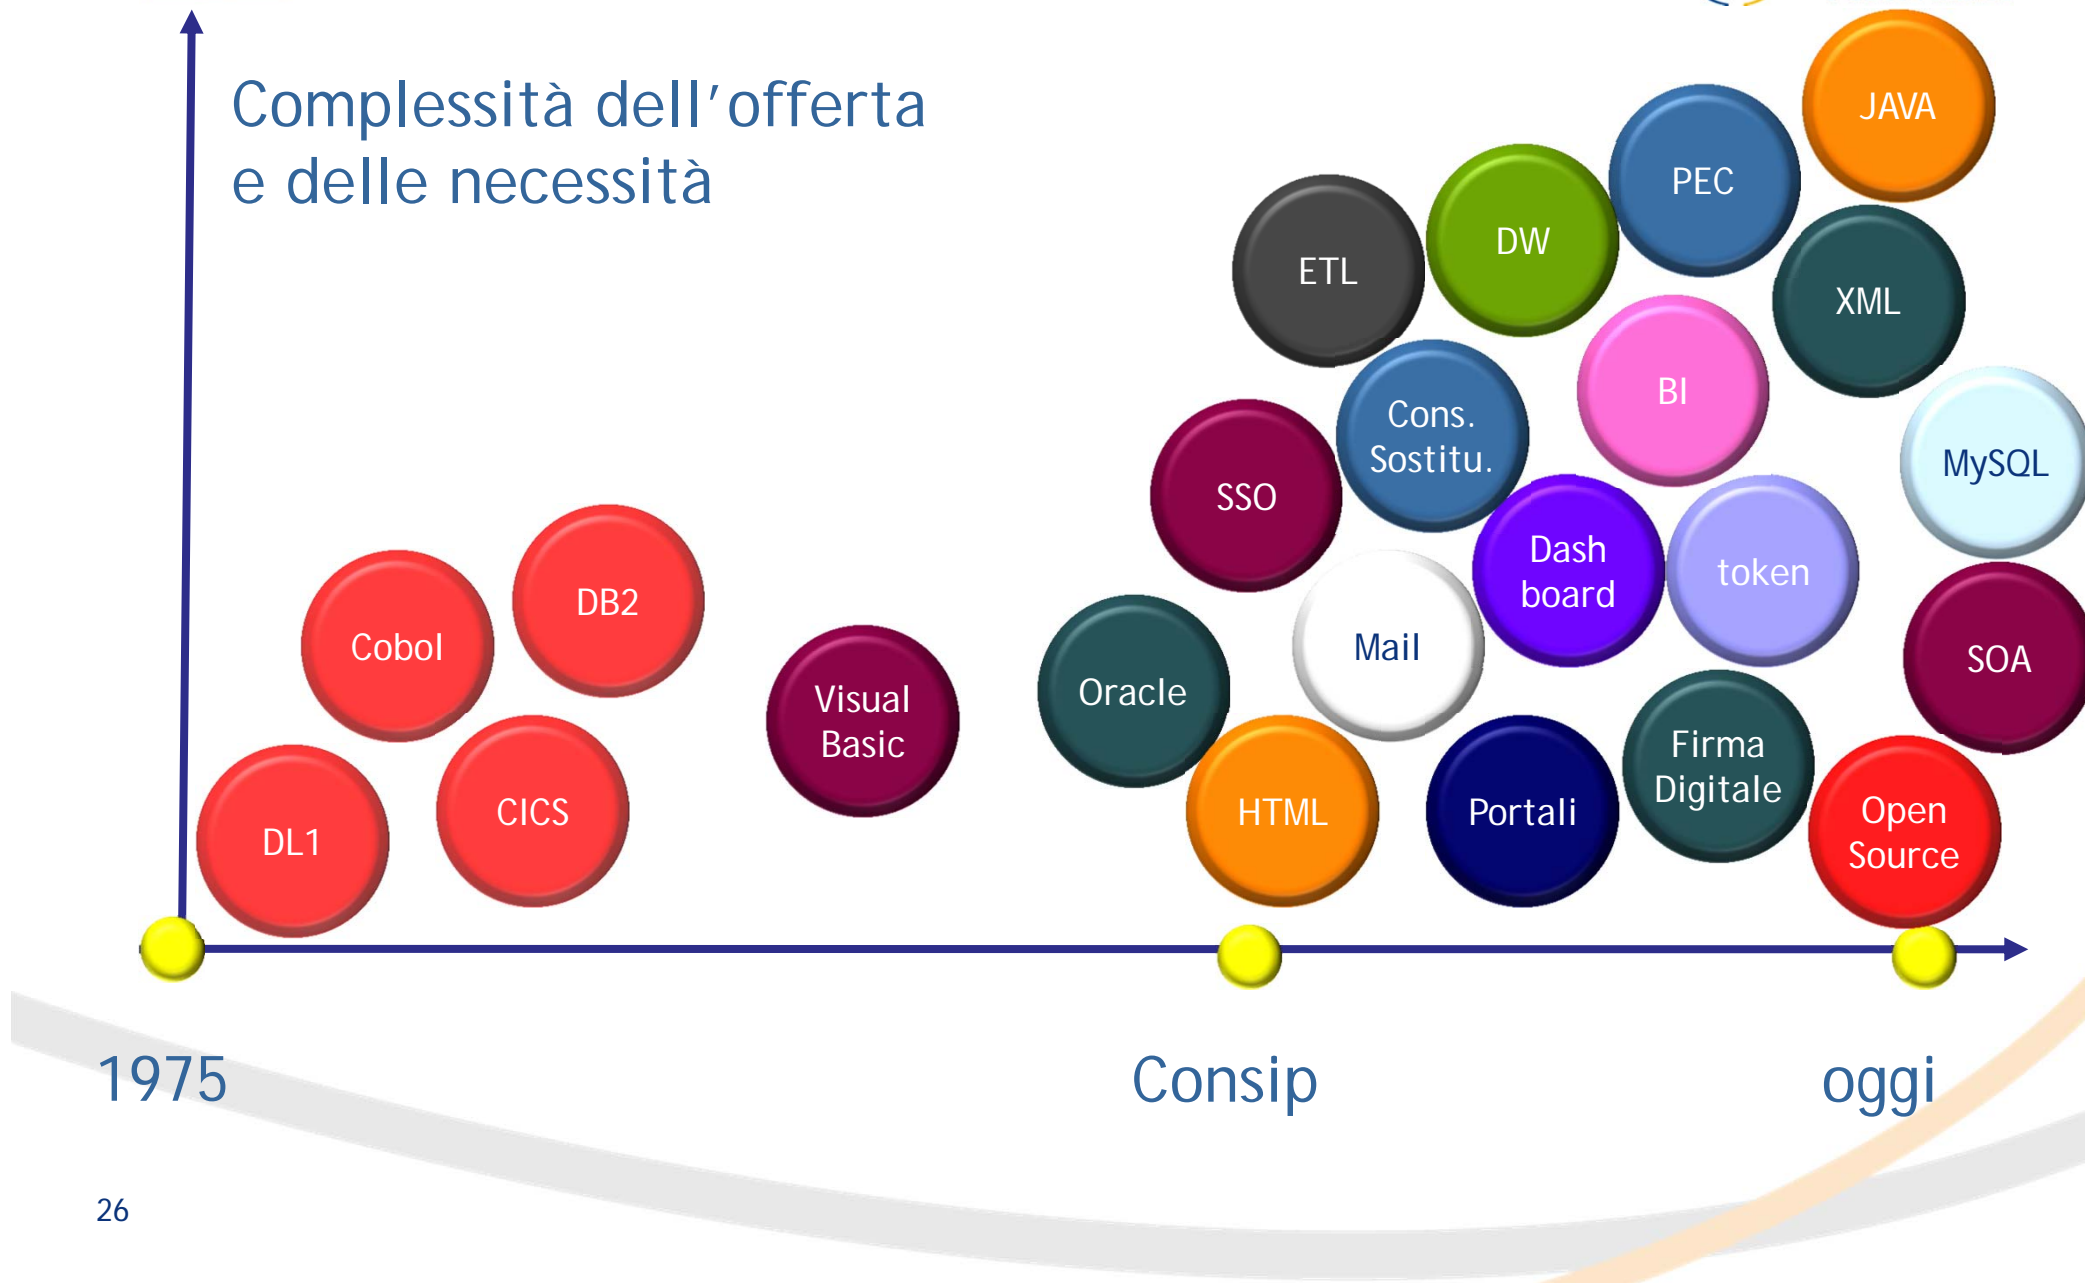 Complessità dell'offerta
e delle necessità
JAVA
PEC
DW
ETL
XML
BI
Cons.
Sostitu.
MySQL
SSO
Dash
board
token
DB2
Cobol
Mail
SOA
Oracle
Visual
Basic
Firma
Digitale
CICS
HTML
Portali
Open
Source
DL1
1975
Consip
oggi
26